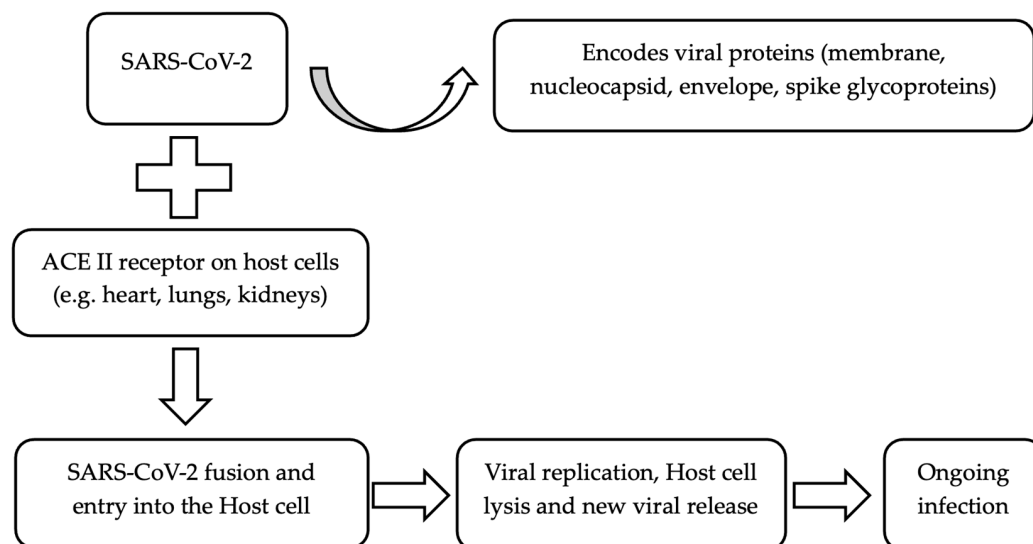 SARS-CoV-2
Encodes viral proteins (membrane,
nucleocapsid, envelope, spike glycoproteins)
ACE II receptor on host cells
(e.g. heart, lungs, kidneys)
SARS-CoV-2 fusion and
entry into the Host cell
Viral replication, Host cell
lysis and new viral release
Ongoing
infection